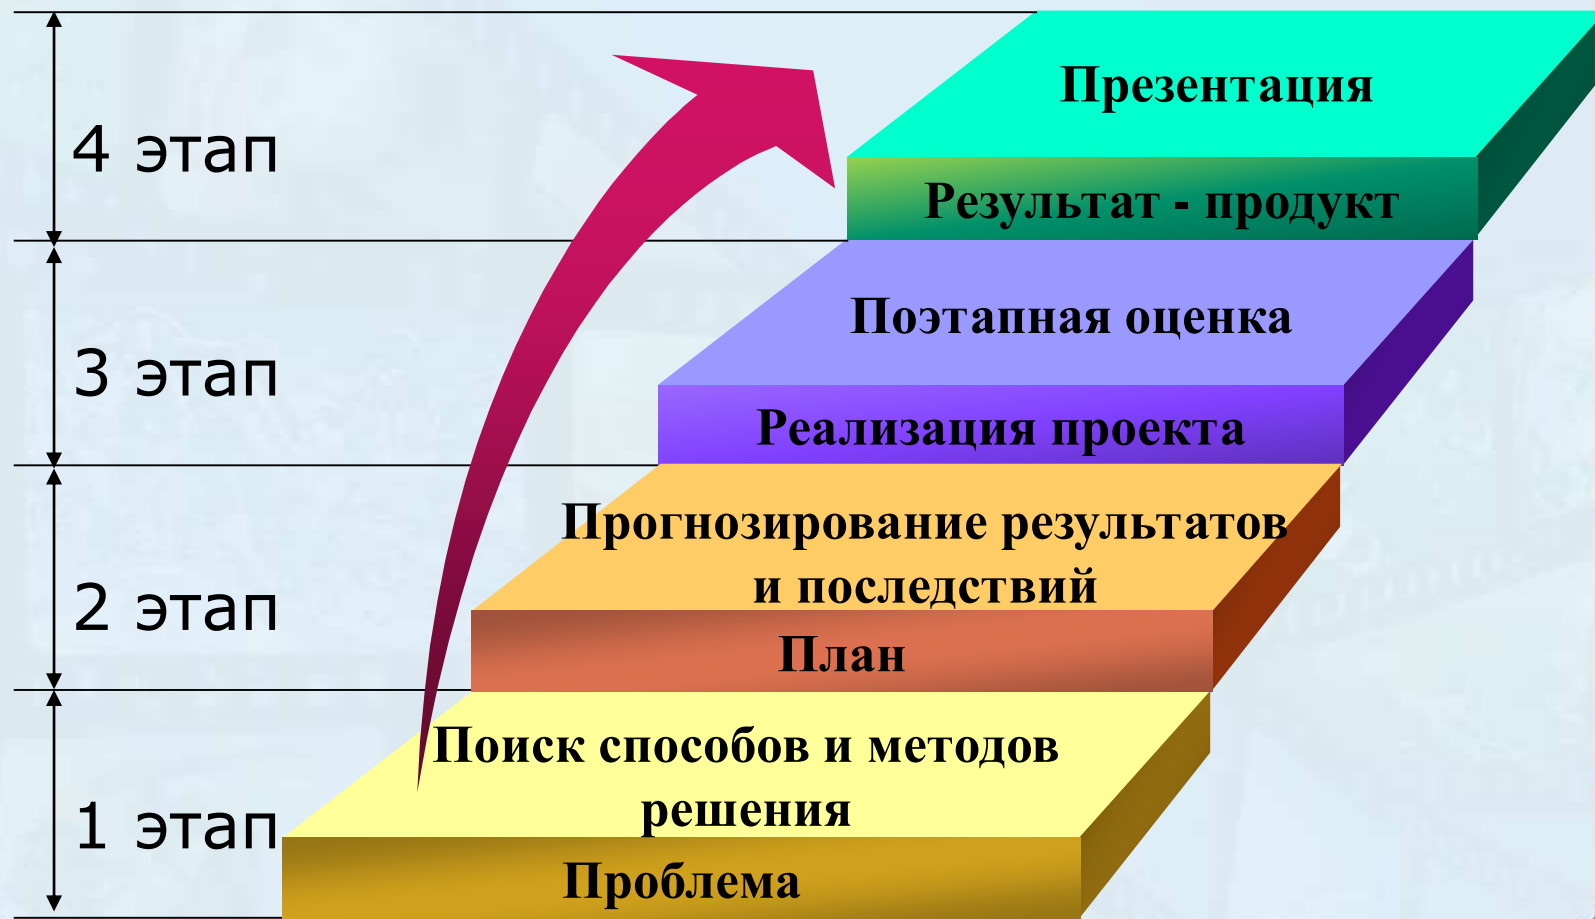 4 этап
Презентация
Результат - продукт
3 этап
Поэтапная оценка
Реализация проекта
2 этап
Прогнозирование результатов
и последствий
План
1 этап
Поиск способов и методов
решения
Проблема